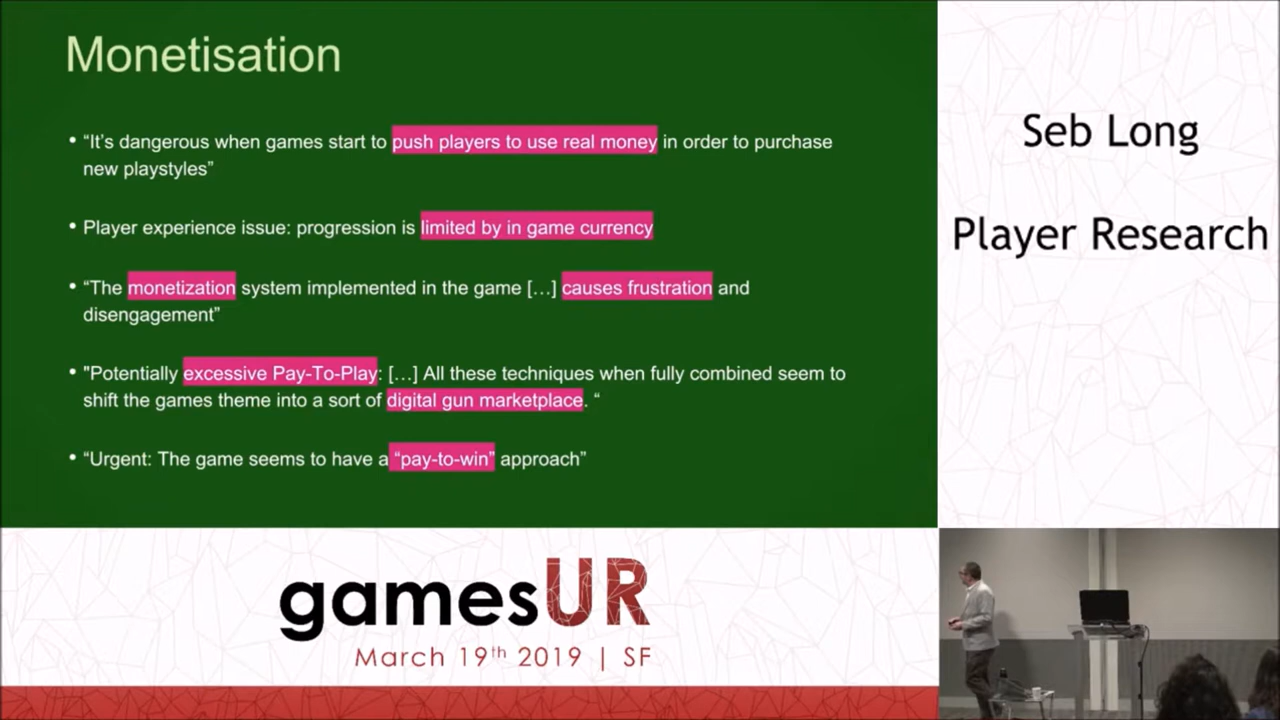 Monetisation
• “It’s dangerous when games start to push players to use real money in order to purchase
new playstyles”
• Player experience issue: progression is limited by in game currency
• “The monetization system implemented in the game […] causes frustration and
disengagement”
• "Potentially excessive Pay-To-Play: […] All these techniques when fully combined seem to
shift the games theme into a sort of digital gun marketplace. “
• “Urgent: The game seems to have a “pay-to-win” approach”
Seb Long
Player Research
gamesUR
March 19th 2019 | SF